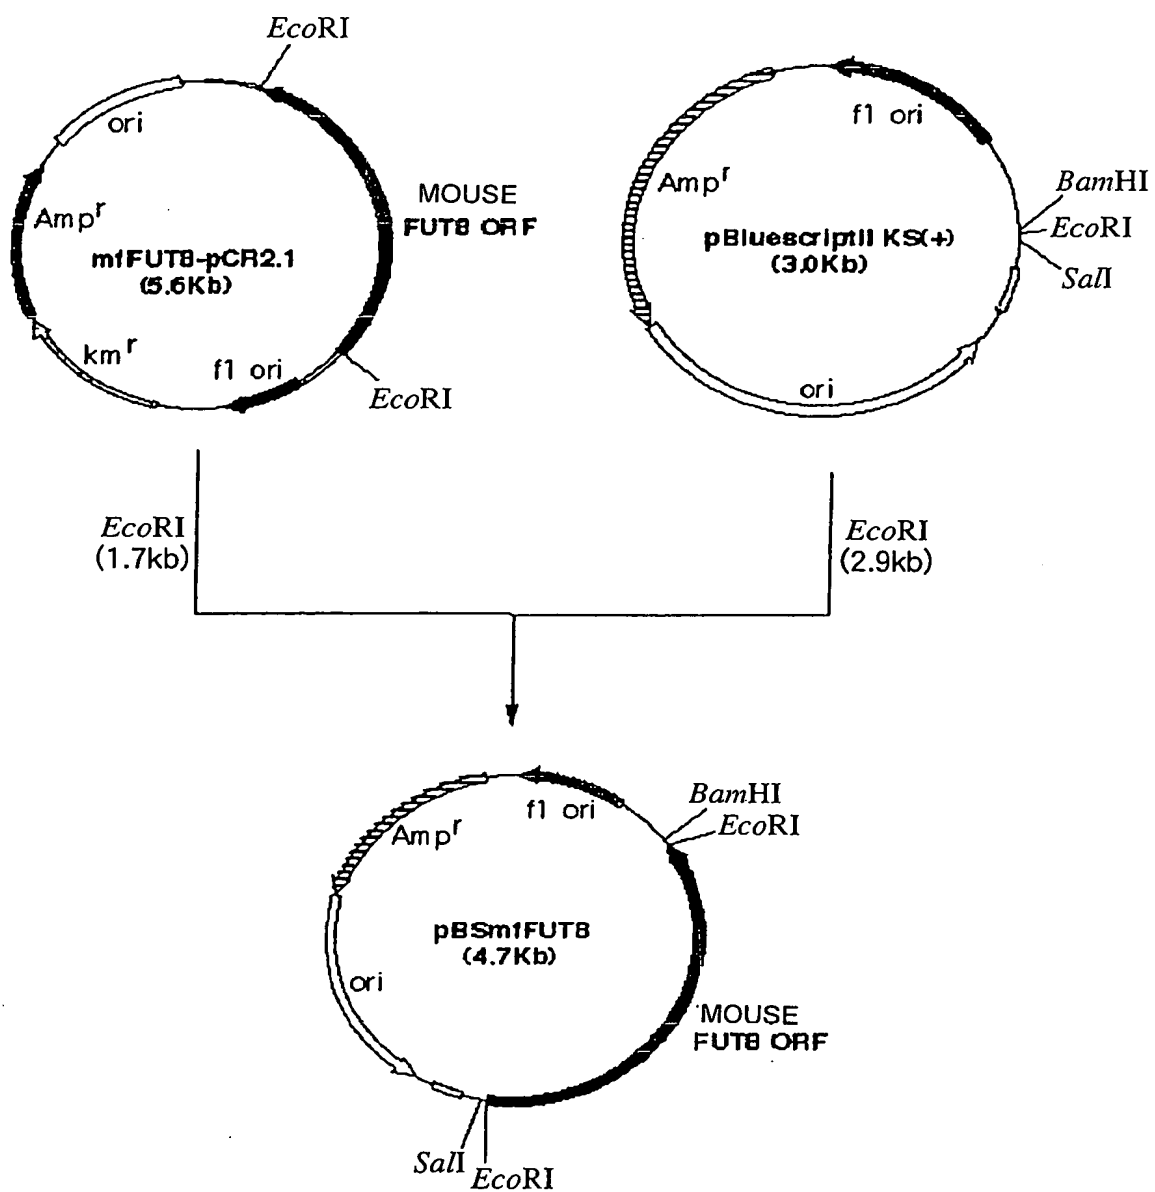 EcoRI
ori
Ampʳ
MOUSE
FUT8 ORF
mfFUT8-pCR2.1
(5.6Kb)
kmʳ
f1 ori
EcoRI
f1 ori
Ampʳ
BamHI
EcoRI
SalI
pBluescriptII KS(+)
(3.0Kb)
ori
EcoRI
(1.7kb)
EcoRI
(2.9kb)
f1 ori
BamHI
EcoRI
Ampʳ
pBSmfFUT8
(4.7Kb)
ori
MOUSE
FUT8 ORF
SalI
EcoRI